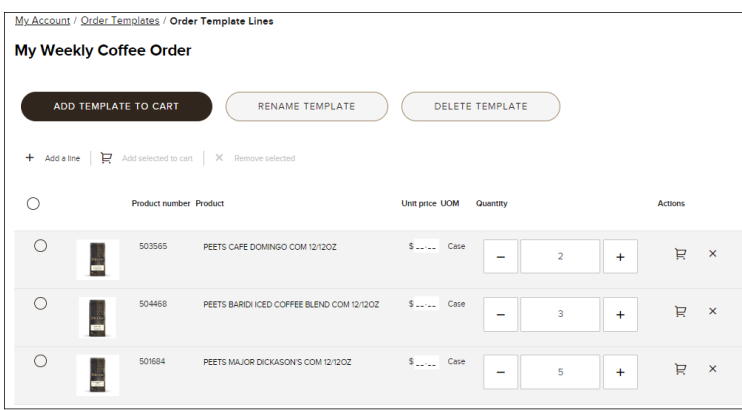 My Account / Order Templates / Order Template Lines
My Weekly Coffee Order
ADD TEMPLATE TO CART RENAME TEMPLATE DELETE TEMPLATE
+ Add a line Add selected to cart × Remove selected
Product number Product Unit price UOM Quantity Actions
503565 PEETS CAFE DOMINGO COM 12/12OZ $ --.-- Case − 2 + ×
504468 PEETS BARIDI ICED COFFEE BLEND COM 12/12OZ $ --.-- Case − 3 + ×
501684 PEETS MAJOR DICKASON'S COM 12/12OZ $ --.-- Case − 5 + ×